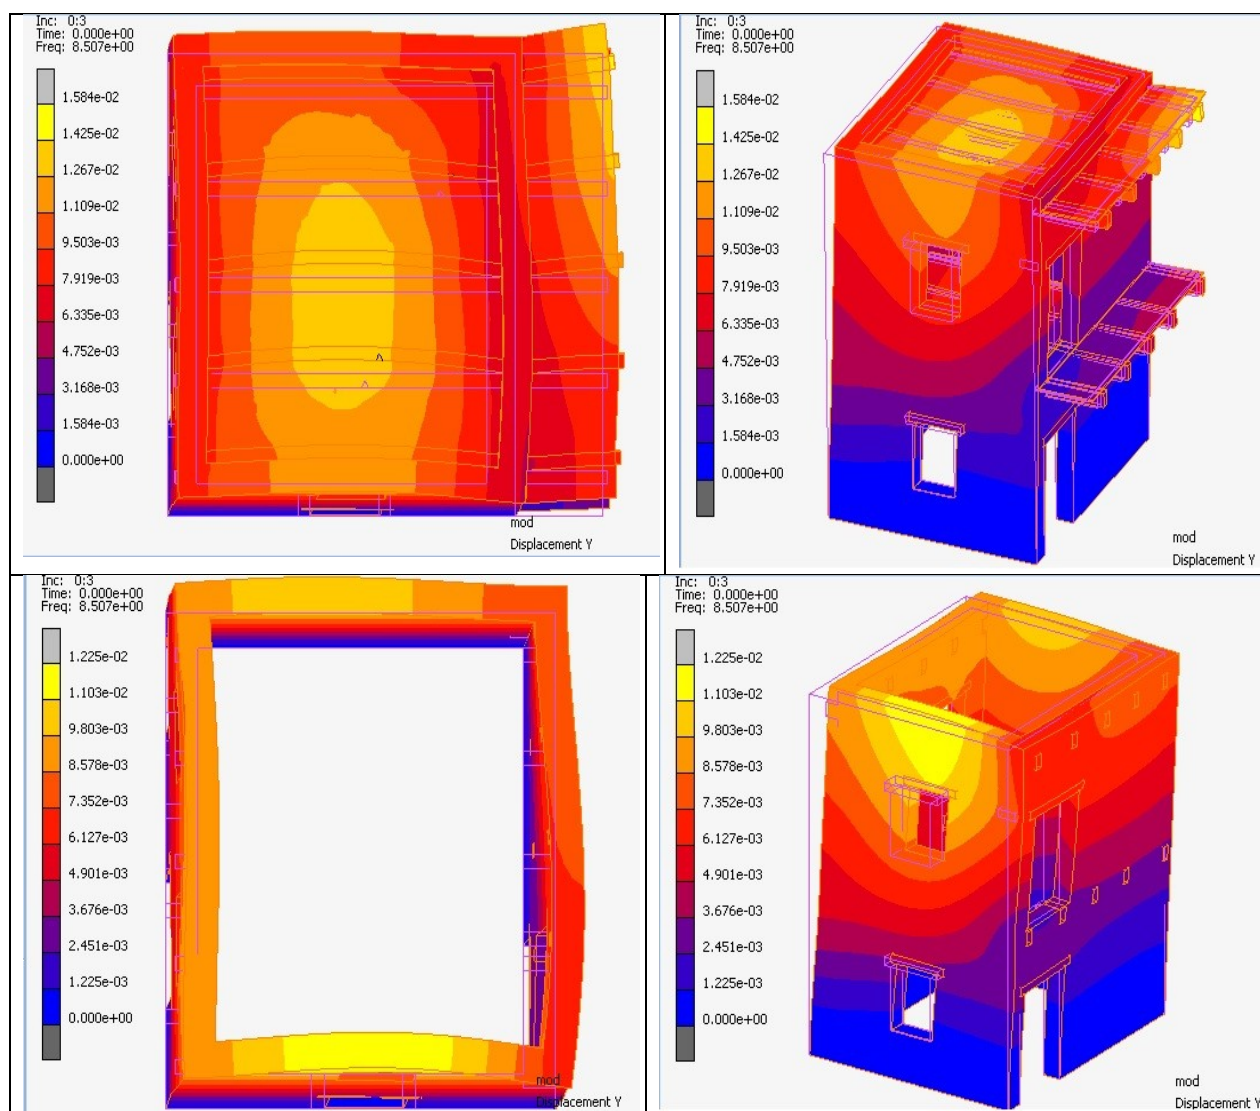 Inc: 0:3
Time: 0.000e+00
Freq: 8.507e+00
1.584e-02
1.425e-02
1.267e-02
1.109e-02
9.503e-03
7.919e-03
6.335e-03
4.752e-03
3.168e-03
1.584e-03
0.000e+00
mod
Displacement Y
Inc: 0:3
Time: 0.000e+00
Freq: 8.507e+00
1.584e-02
1.425e-02
1.267e-02
1.109e-02
9.503e-03
7.919e-03
6.335e-03
4.752e-03
3.168e-03
1.584e-03
0.000e+00
mod
Displacement Y
Inc: 0:3
Time: 0.000e+00
Freq: 8.507e+00
1.225e-02
1.103e-02
9.803e-03
8.578e-03
7.352e-03
6.127e-03
4.901e-03
3.676e-03
2.451e-03
1.225e-03
0.000e+00
mod
Displacement Y
Inc: 0:3
Time: 0.000e+00
Freq: 8.507e+00
1.225e-02
1.103e-02
9.803e-03
8.578e-03
7.352e-03
6.127e-03
4.901e-03
3.676e-03
2.451e-03
1.225e-03
0.000e+00
mod
Displacement Y